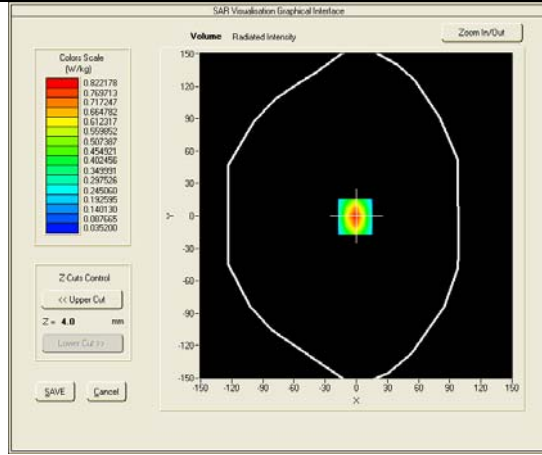 SAR Visualisation Graphical Interface
Volume Radiated Intensity
Zoom In/Out
Colors Scale
(W/kg)
0.822178
0.769713
0.717247
0.664782
0.612317
0.559852
0.507387
0.454921
0.402456
0.349991
0.297526
0.245060
0.192595
0.140130
0.087665
0.035200
Z Cuts Control
<< Upper Cut
Z = 4.0 mm
Lower Cut >>
SAVE Cancel
150-
120-
90-
60-
30-
0-
-30-
-60-
-90-
-120-
-150-
Y
-150 -120 -90 -60 -30 0 30 60 90 120 150
X